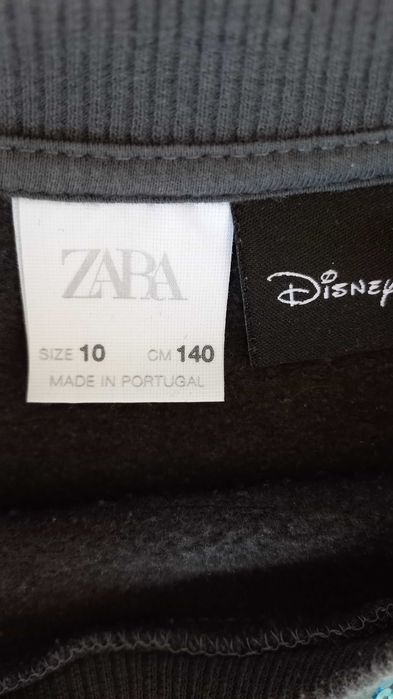 ZARA
SIZE 10 CM 140
MADE IN PORTUGAL
DISNEY